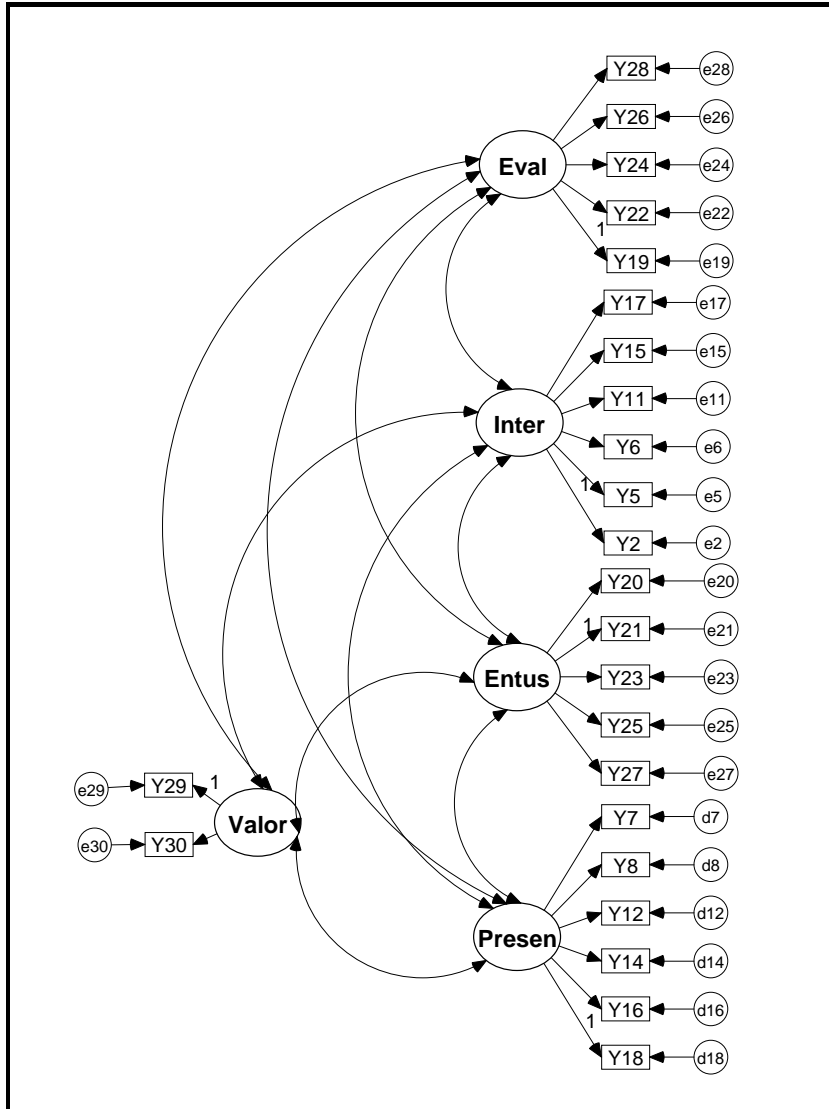 Y28 e28
Y26 e26
Eval Y24 e24
Y22 e22
1
Y19 e19
Y17 e17
Y15 e15
Y11 e11
Inter Y6 e6
1 Y5 e5
Y2 e2
Y20 e20
1 Y21 e21
Entus Y23 e23
Y25 e25
Y27 e27
e29 Y29 1
Y7 d7
Valor
e30 Y30
Y8 d8
Y12 d12
Presen
Y14 d14
Y16 d16
1
Y18 d18